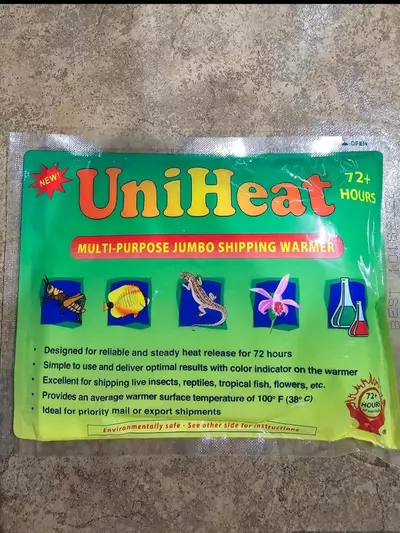 OPEN
NEW!
UniHeat
72+
HOURS
MULTI-PURPOSE JUMBO SHIPPING WARMER
• Designed for reliable and steady heat release for 72 hours
• Simple to use and deliver optimal results with color indicator on the warmer
• Excellent for shipping live insects, reptiles, tropical fish, flowers, etc.
• Provides an average warmer surface temperature of 100° F (38° C)
• Ideal for priority mail or export shipments
72+
HOURS
Environmentally safe - See other side for instructions